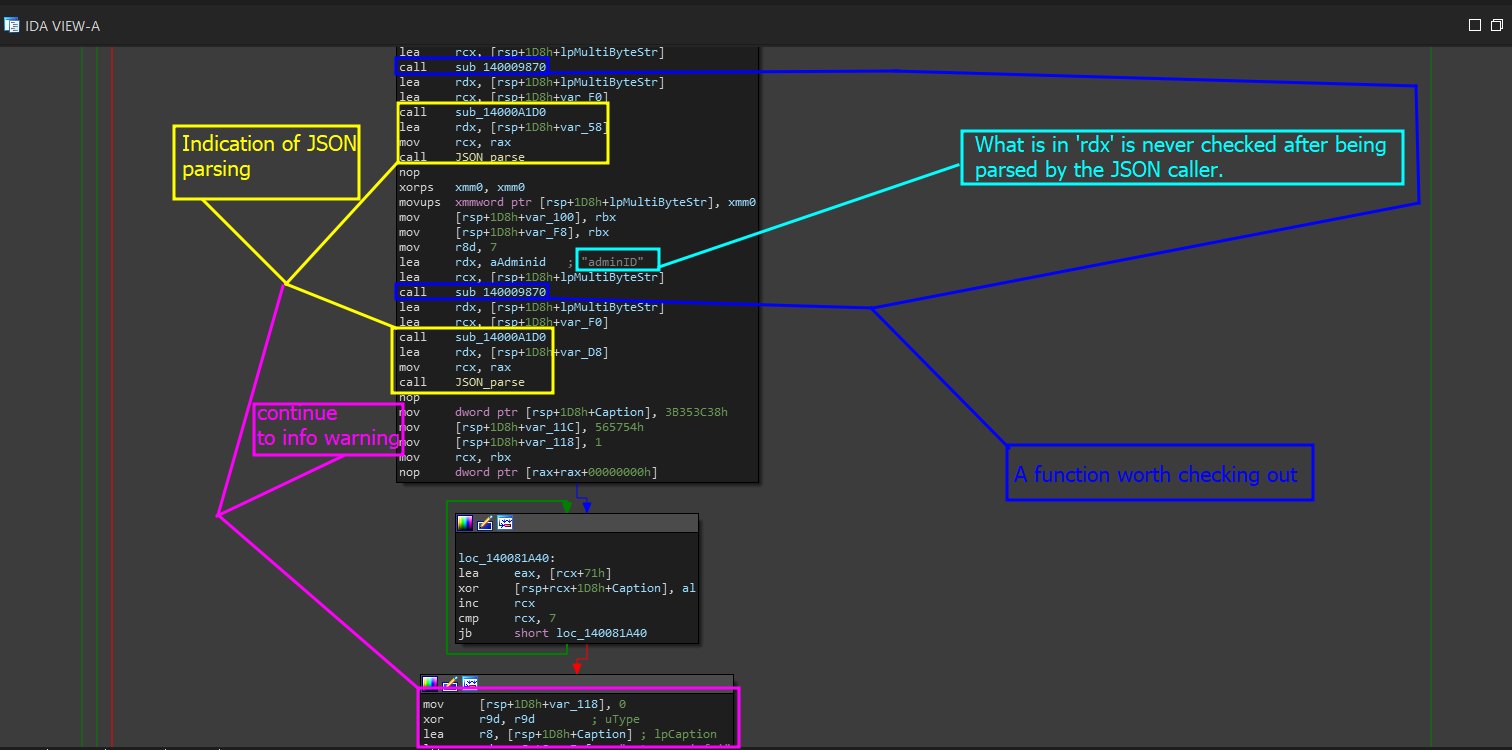 IDA VIEW-A
lea rcx, [rsp+1D8h+lpMultiByteStr]
call sub_140009870
lea rdx, [rsp+1D8h+lpMultiByteStr]
lea rcx, [rsp+1D8h+var_F0]
call sub_14000A1D0
lea rdx, [rsp+1D8h+var_58]
mov rcx, rax
call JSON_parse
nop
xorps xmm0, xmm0
movups xmmword ptr [rsp+1D8h+lpMultiByteStr], xmm0
mov [rsp+1D8h+var_100], rbx
mov [rsp+1D8h+var_F8], rbx
mov r8d, 7
lea rdx, aAdminid ; "adminID"
lea rcx, [rsp+1D8h+lpMultiByteStr]
call sub_140009870
lea rdx, [rsp+1D8h+lpMultiByteStr]
lea rcx, [rsp+1D8h+var_F0]
call sub_14000A1D0
lea rdx, [rsp+1D8h+var_D8]
mov rcx, rax
call JSON_parse
nop
mov dword ptr [rsp+1D8h+Caption], 3B353C38h
mov [rsp+1D8h+var_11C], 565754h
mov [rsp+1D8h+var_118], 1
mov rcx, rbx
nop dword ptr [rax+rax+00000000h]
Indication of JSON
parsing
What is in 'rdx' is never checked after being
parsed by the JSON caller.
continue
to info warning
A function worth checking out
loc_140081A40:
lea eax, [rcx+71h]
xor [rsp+rcx+1D8h+Caption], al
inc rcx
cmp rcx, 7
jb short loc_140081A40
mov [rsp+1D8h+var_118], 0
xor r9d, r9d ; uType
lea r8, [rsp+1D8h+Caption] ; lpCaption